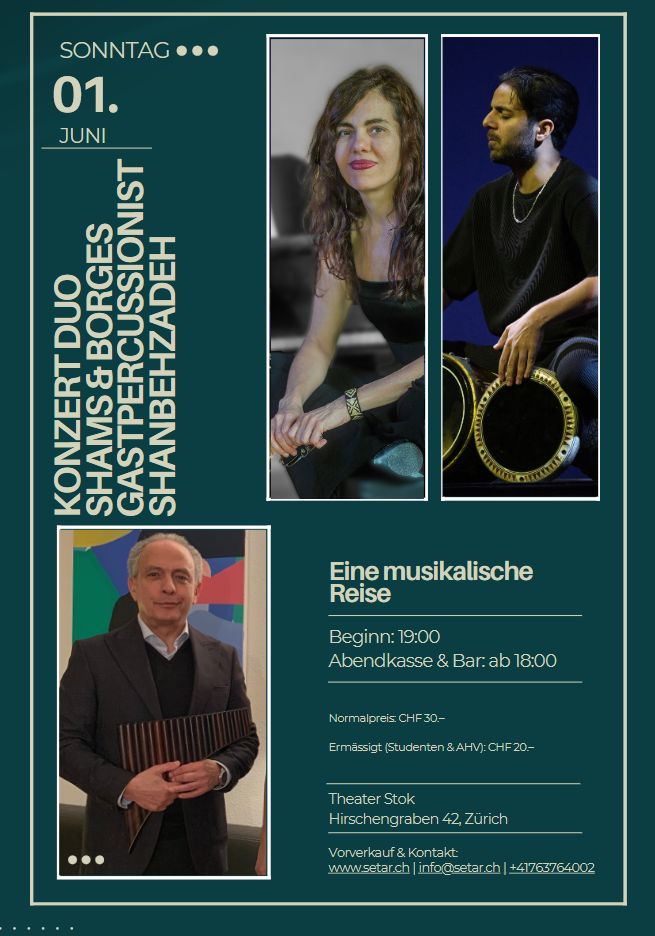 SONNTAG
01.
JUNI
KONZERT DUO
SHAMS & BORGES
GASTPERCUSSIONIST
SHANBEHZADEH
Eine musikalische
Reise
Beginn: 19:00
Abendkasse & Bar: ab 18:00
Normalpreis: CHF 30.–
Ermässigt (Studenten & AHV): CHF 20.–
Theater Stok
Hirschengraben 42, Zürich
Vorverkauf & Kontakt:
www.setar.ch | info@setar.ch | +41763764002